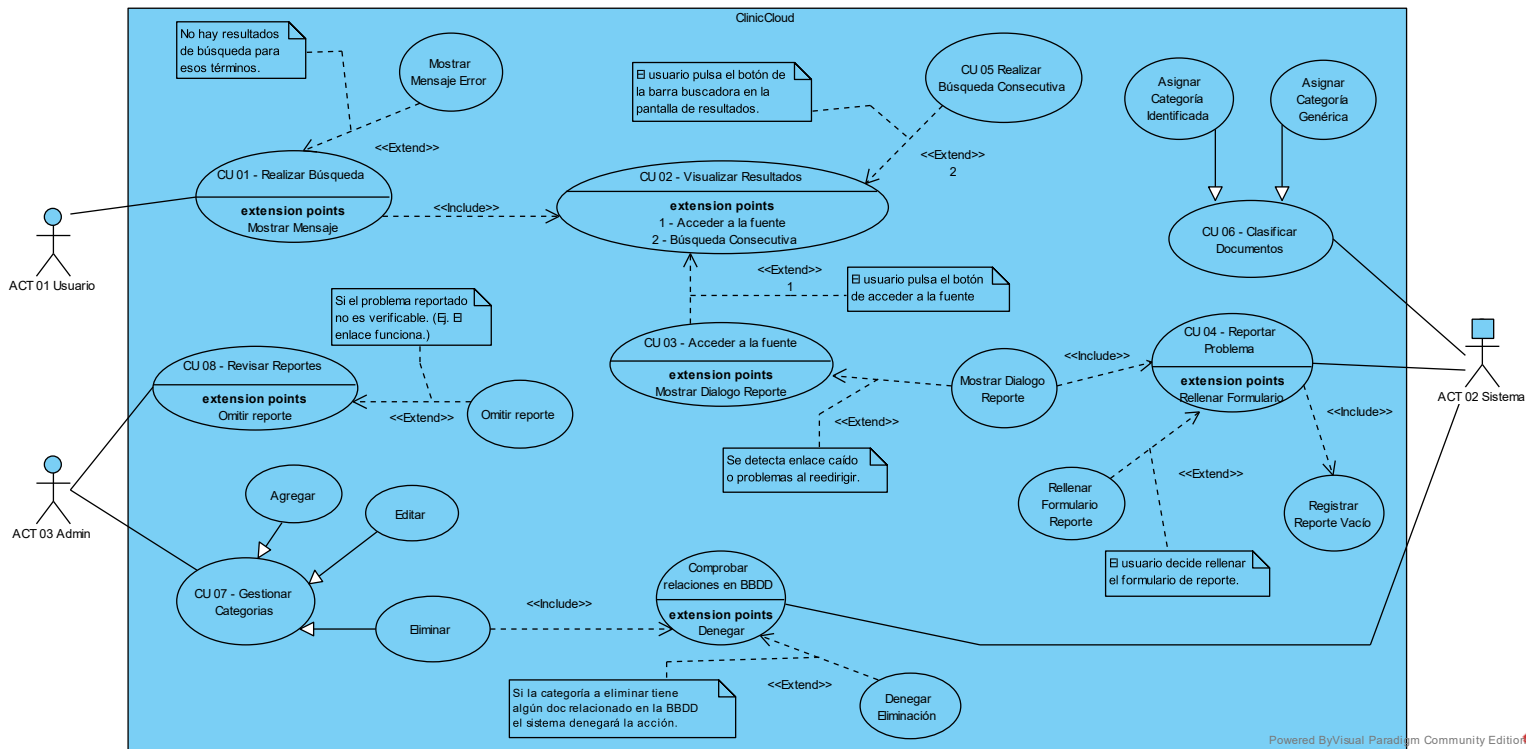 ClinicCloud
No hay resultados
de búsqueda para
esos términos.
Mostrar
Mensaje Error
<<Extend>>
El usuario pulsa el botón de
la barra buscadora en la
pantalla de resultados.
CU 05 Realizar
Búsqueda Consecutiva
<<Extend>>
2
Asignar
Categoría
Identificada
Asignar
Categoría
Genérica
CU 01 - Realizar Búsqueda
extension points
Mostrar Mensaje
<<Include>>
CU 02 - Visualizar Resultados
extension points
1 - Acceder a la fuente
2 - Búsqueda Consecutiva
CU 06 - Clasificar
Documentos
ACT 01 Usuario
<<Extend>>
1
El usuario pulsa el botón
de acceder a la fuente
Si el problema reportado
no es verificable. (Ej. El
enlace funciona.)
CU 08 - Revisar Reportes
extension points
Omitir reporte
<<Extend>>
Omitir reporte
CU 03 - Acceder a la fuente
extension points
Mostrar Dialogo Reporte
<<Extend>>
Mostrar Dialogo
Reporte
<<Include>>
CU 04 - Reportar
Problema
extension points
Rellenar Formulario
<<Include>>
ACT 02 Sistema
Se detecta enlace caído
o problemas al reedirigir.
<<Extend>>
Rellenar
Formulario
Reporte
Registrar
Reporte Vacío
El usuario decide rellenar
el formulario de reporte.
ACT 03 Admin
Agregar
Editar
CU 07 - Gestionar
Categorias
Eliminar
<<Include>>
Comprobar
relaciones en BBDD
extension points
Denegar
Si la categoría a eliminar tiene
algún doc relacionado en la BBDD
el sistema denegará la acción.
<<Extend>>
Denegar
Eliminación
Powered By Visual Paradigm Community Edition